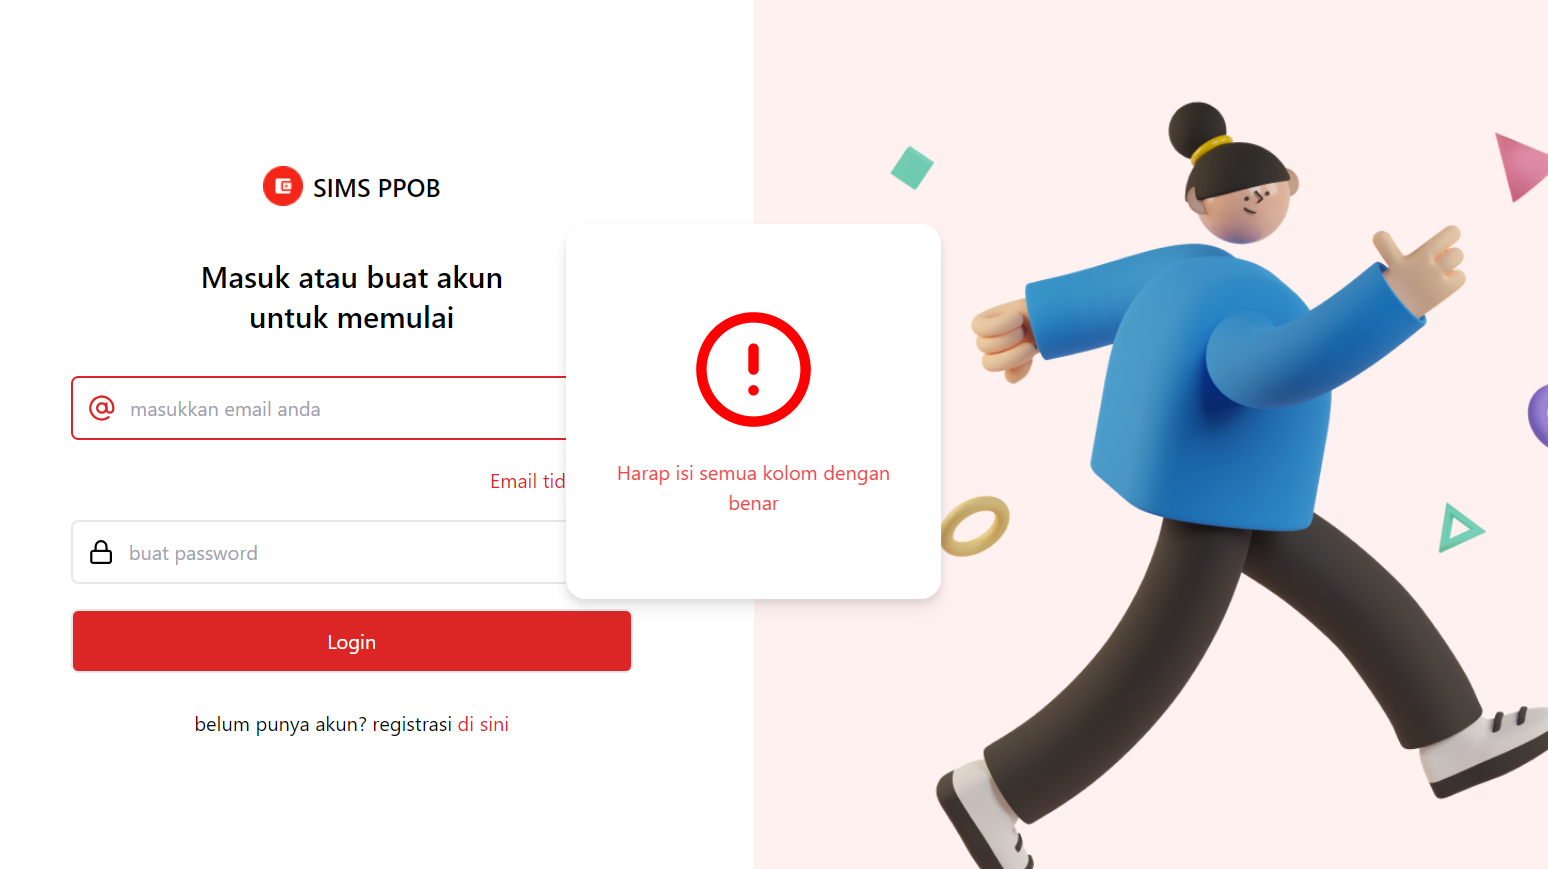 SIMS PPOB
Masuk atau buat akun
untuk memulai
masukkan email anda
Email tid
buat password
Login
belum punya akun? registrasi di sini
Harap isi semua kolom dengan
benar